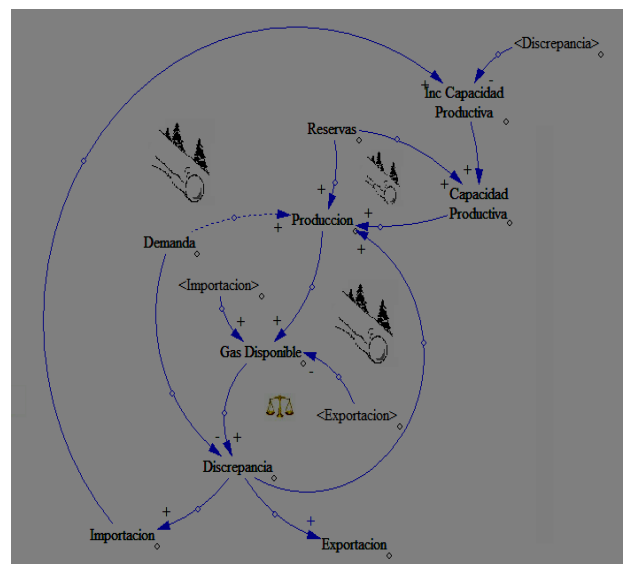 <Discrepancia>
Inc Capacidad
Productiva
Reservas
Capacidad
Productiva
Produccion
Demanda
<Importacion>
Gas Disponible
<Exportacion>
Discrepancia
Importacion
Exportacion